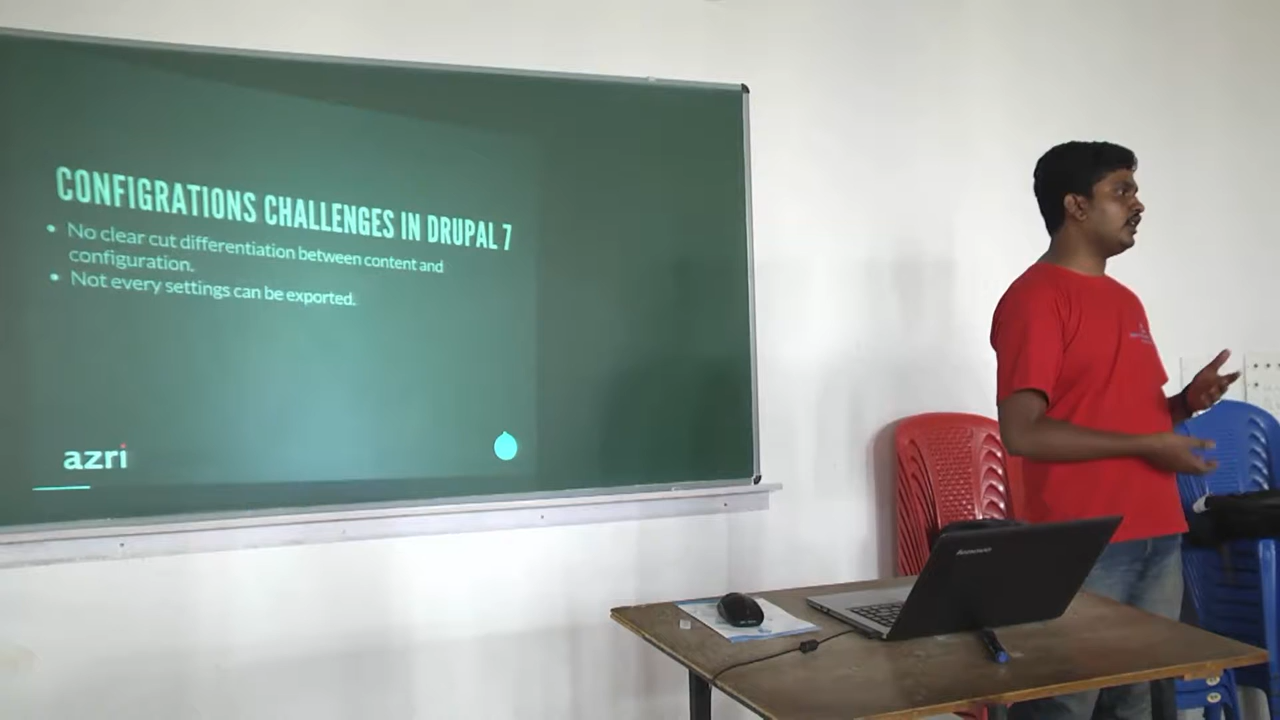 CONFIGRATIONS CHALLENGES IN DRUPAL 7
• No clear cut differentiation between content and
configuration.
• Not every settings can be exported.
azri
lenovo